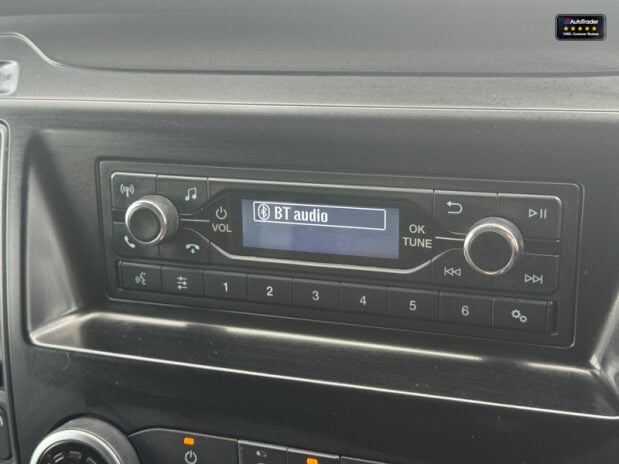 AutoTrader
BT audio
VOL
OK
TUNE
1 2 3 4 5 6